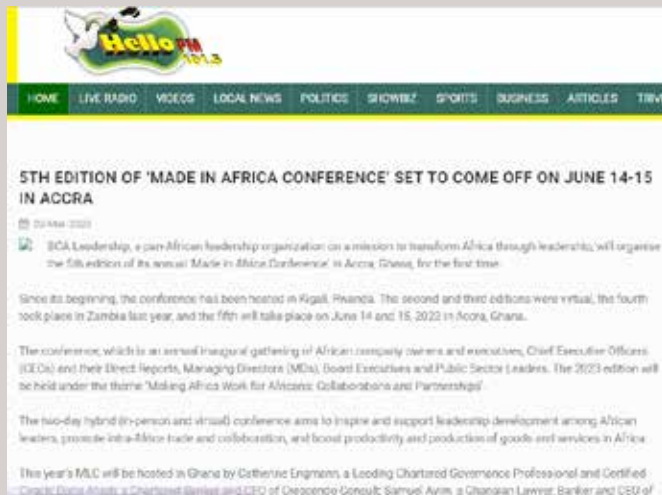 Hello FM
101.3
HOME LIVE RADIO VIDEOS LOCAL NEWS POLITICS SHOWBIZ SPORTS BUSINESS ARTICLES
5TH EDITION OF 'MADE IN AFRICA CONFERENCE' SET TO COME OFF ON JUNE 14-15
IN ACCRA
BCA Leadership, a pan-African leadership organization on a mission to transform Africa through leadership, will organise
the 5th edition of its annual 'Made in Africa Conference' in Accra, Ghana, for the first time.
Since its beginning, the conference has been hosted in Kigali, Rwanda. The second and third editions were virtual, the fourth
took place in Zambia last year, and the fifth will take place on June 14 and 15, 2023 in Accra, Ghana.
The conference, which is an annual inaugural gathering of African company owners and executives, Chief Executive Officers
(CEOs) and their Direct Reports, Managing Directors (MDs), Board Executives and Public Sector Leaders. The 2023 edition will
be held under the theme 'Making Africa Work for Africans: Collaborations and Partnerships'.
The two-day hybrid (in-person and virtual) conference aims to inspire and support leadership development among African
leaders, promote intra-Africa trade and collaboration, and boost productivity and production of goods and services in Africa.
This year's MLC will be hosted in Ghana by Catherine Engmann, a Leading Chartered Governance Professional and Certified
a Chartered Banker and CEO of Crescendo Consult; Samuel Ayim, a Ghanaian Lawyer, Banker and CEO of